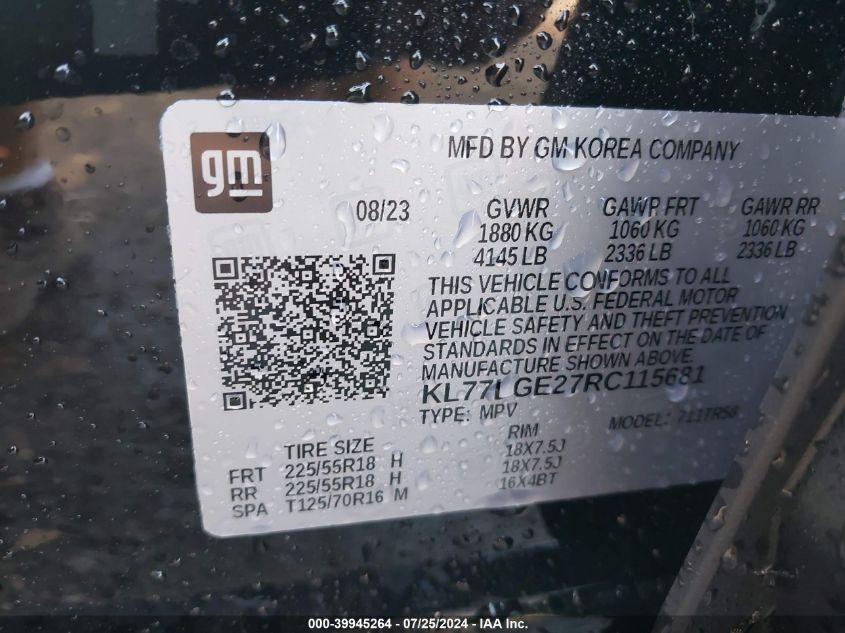 gm
MFD BY GM KOREA COMPANY
08/23
GVWR GAWR FRT GAWR RR
1880 KG 1060 KG 1060 KG
4145 LB 2336 LB 2336 LB
THIS VEHICLE CONFORMS TO ALL
APPLICABLE U.S. FEDERAL MOTOR
VEHICLE SAFETY AND THEFT PREVENTION
STANDARDS IN EFFECT ON THE DATE OF
MANUFACTURE SHOWN ABOVE.
KL77LGE27RC115681
TYPE: MPV MODEL: 711TR58
TIRE SIZE RIM
FRT 225/55R18 H 18X7.5J
RR 225/55R18 H 18X7.5J
SPA T125/70R16 M 16X4BT
000-39945264 / 07/25/2024 - IAA Inc.